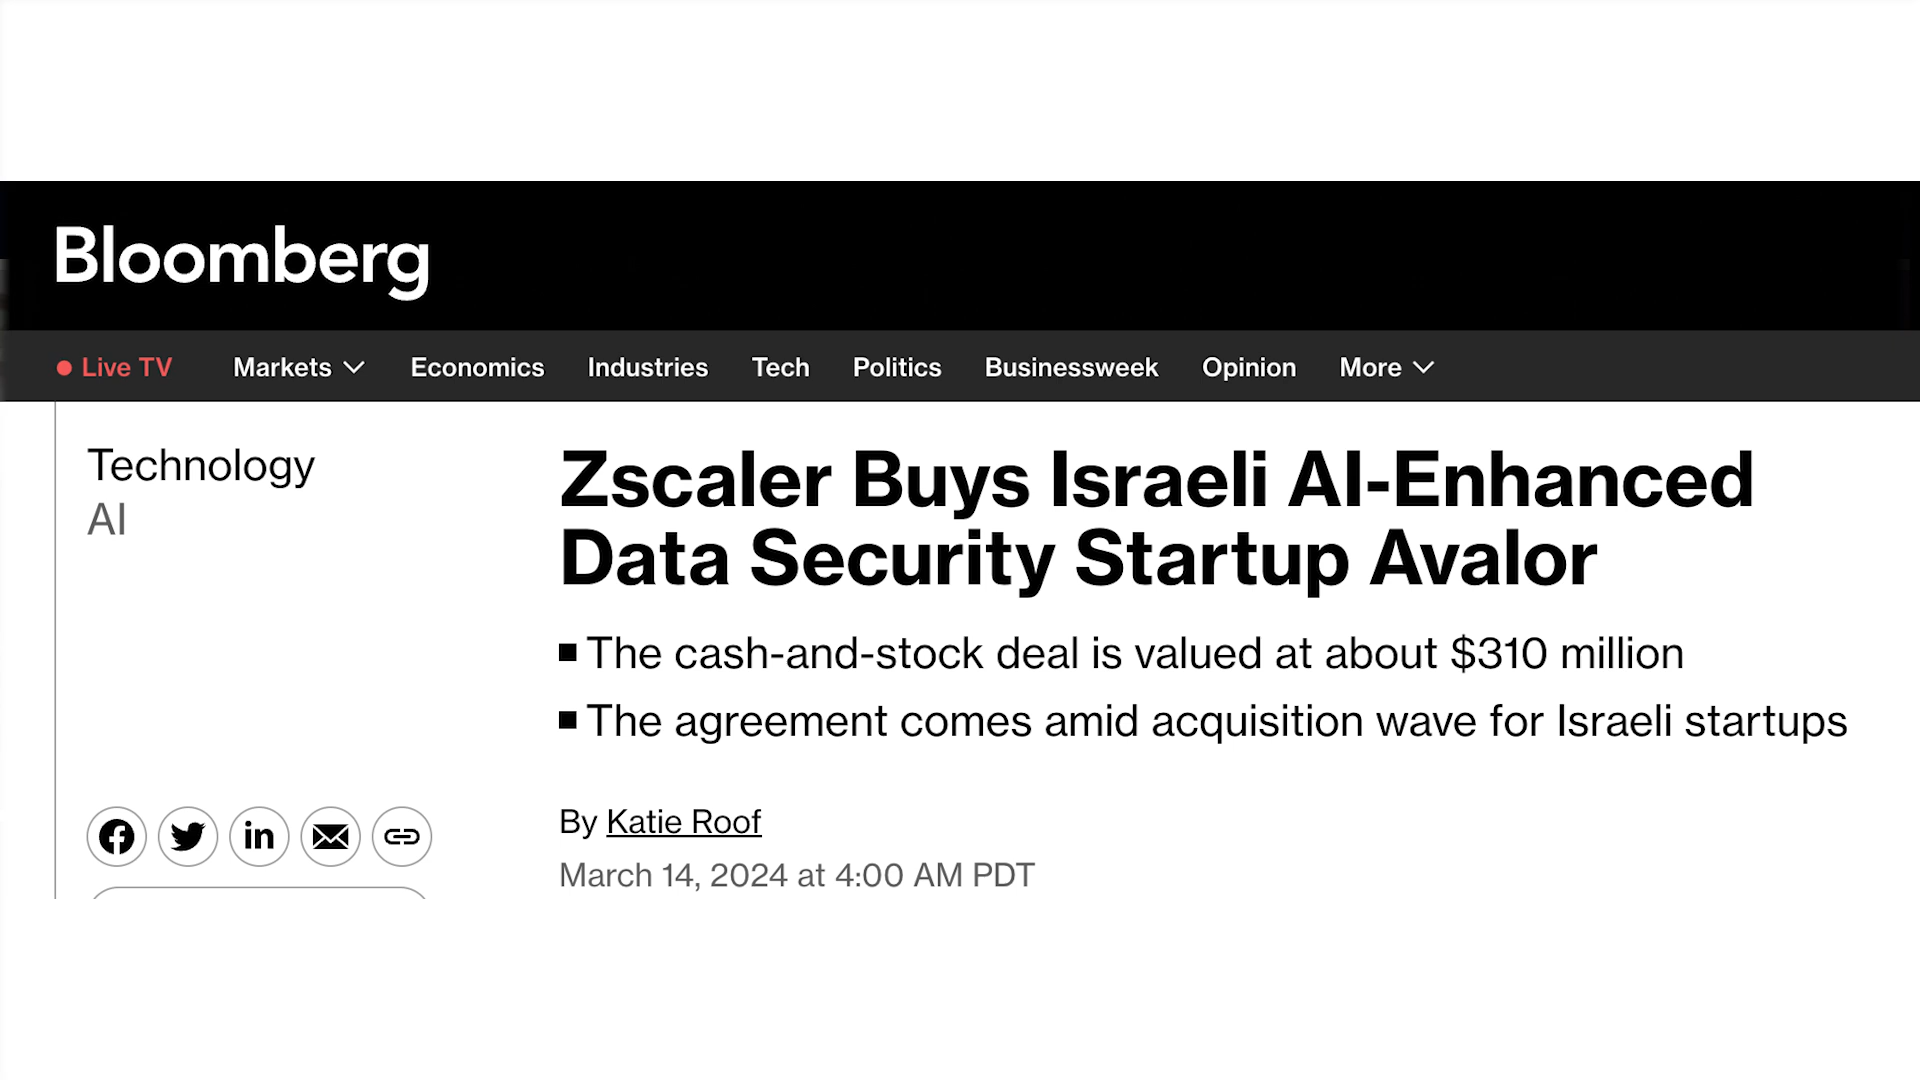 Bloomberg
Live TV Markets Economics Industries Tech Politics Businessweek Opinion More
Technology
AI
Zscaler Buys Israeli AI-Enhanced
Data Security Startup Avalor
The cash-and-stock deal is valued at about $310 million
The agreement comes amid acquisition wave for Israeli startups
By Katie Roof
March 14, 2024 at 4:00 AM PDT